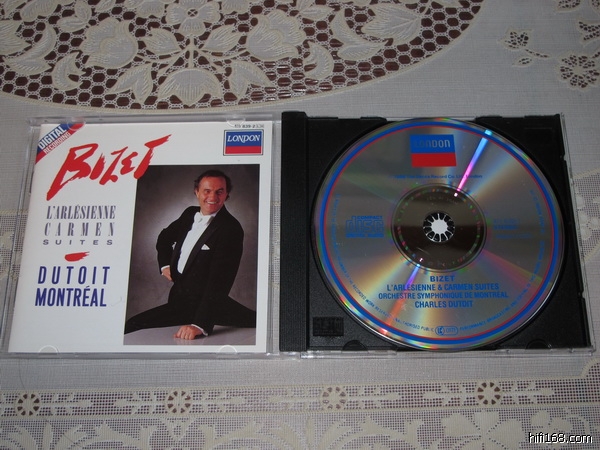 DIGITAL
RECORDING
LONDON
BIZET
L'ARLÉSIENNE
CARMEN
SUITES
DUTOIT
MONTRÉAL
LONDON
BIZET
L'ARLÉSIENNE & CARMEN SUITES
ORCHESTRE SYMPHONIQUE DE MONTRÉAL
CHARLES DUTOIT
hifi168.com